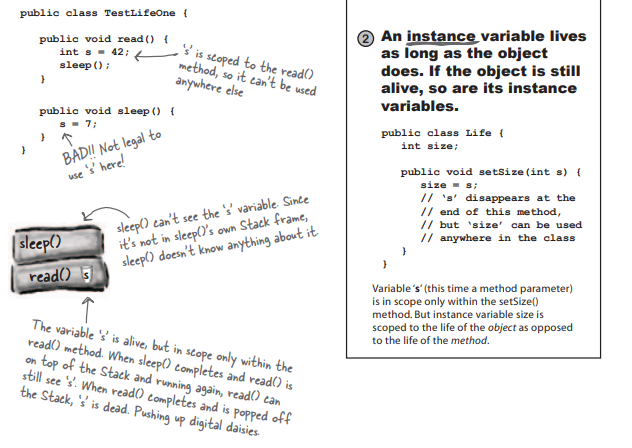 public class TestLifeOne {
public void read() {
int s = 42;
sleep();
}
's' is scoped to the read()
method, so it can't be used
anywhere else
public void sleep() {
s = 7;
}
}
BAD!! Not legal to
use 's' here!
sleep() can't see the 's' variable. Since
it's not in sleep()'s own Stack frame,
sleep() doesn't know anything about it.
sleep()
read() s
The variable 's' is alive, but in scope only within the
read() method. When sleep() completes and read() is
on top of the Stack and running again, read() can
still see 's'. When read() completes and is popped off
the Stack, 's' is dead. Pushing up digital daisies.
2 An instance variable lives
as long as the object
does. If the object is still
alive, so are its instance
variables.
public class Life {
int size;
public void setSize(int s) {
size = s;
// 's' disappears at the
// end of this method,
// but 'size' can be used
// anywhere in the class
}
}
Variable 's' (this time a method parameter)
is in scope only within the setSize()
method. But instance variable size is
scoped to the life of the object as opposed
to the life of the method.